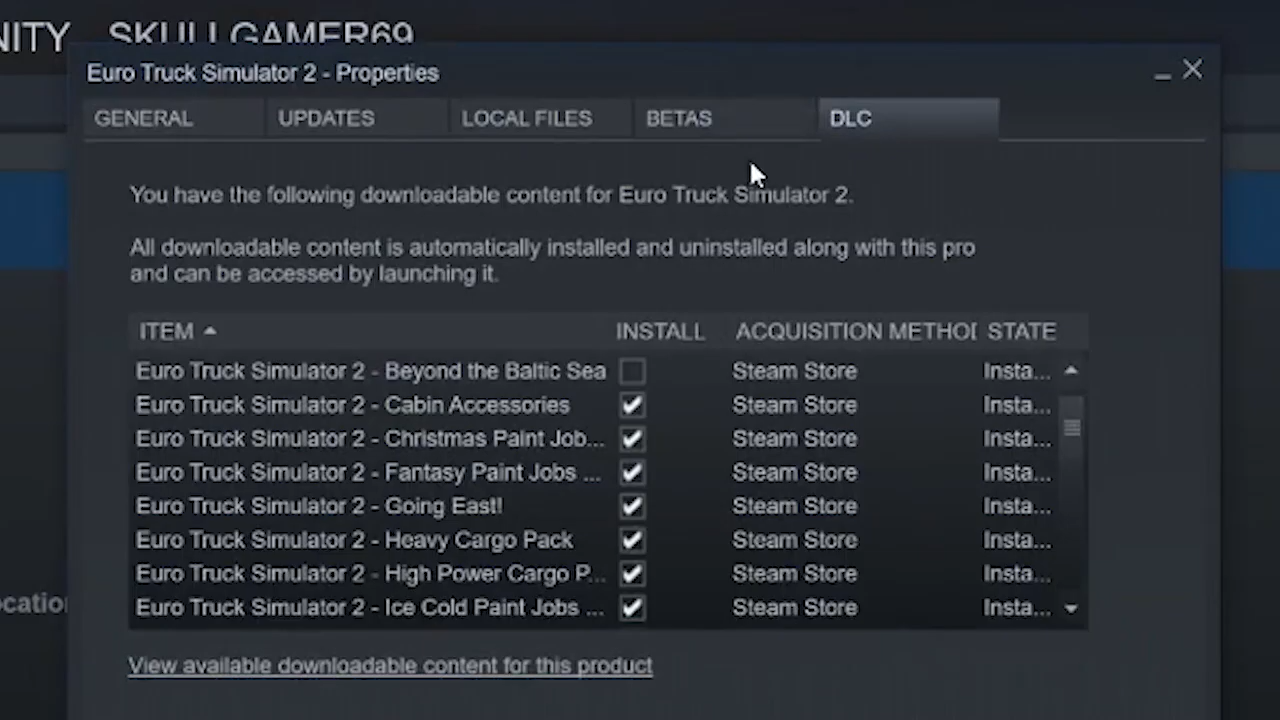 NITY SKULLGAMER69
Euro Truck Simulator 2 - Properties
GENERAL UPDATES LOCAL FILES BETAS DLC
You have the following downloadable content for Euro Truck Simulator 2.
All downloadable content is automatically installed and uninstalled along with this pro
and can be accessed by launching it.
ITEM INSTALL ACQUISITION METHOD STATE
Euro Truck Simulator 2 - Beyond the Baltic Sea Steam Store Insta...
Euro Truck Simulator 2 - Cabin Accessories Steam Store Insta...
Euro Truck Simulator 2 - Christmas Paint Job... Steam Store Insta...
Euro Truck Simulator 2 - Fantasy Paint Jobs ... Steam Store Insta...
Euro Truck Simulator 2 - Going East! Steam Store Insta...
Euro Truck Simulator 2 - Heavy Cargo Pack Steam Store Insta...
Euro Truck Simulator 2 - High Power Cargo P... Steam Store Insta...
Euro Truck Simulator 2 - Ice Cold Paint Jobs ... Steam Store Insta...
ocation
View available downloadable content for this product